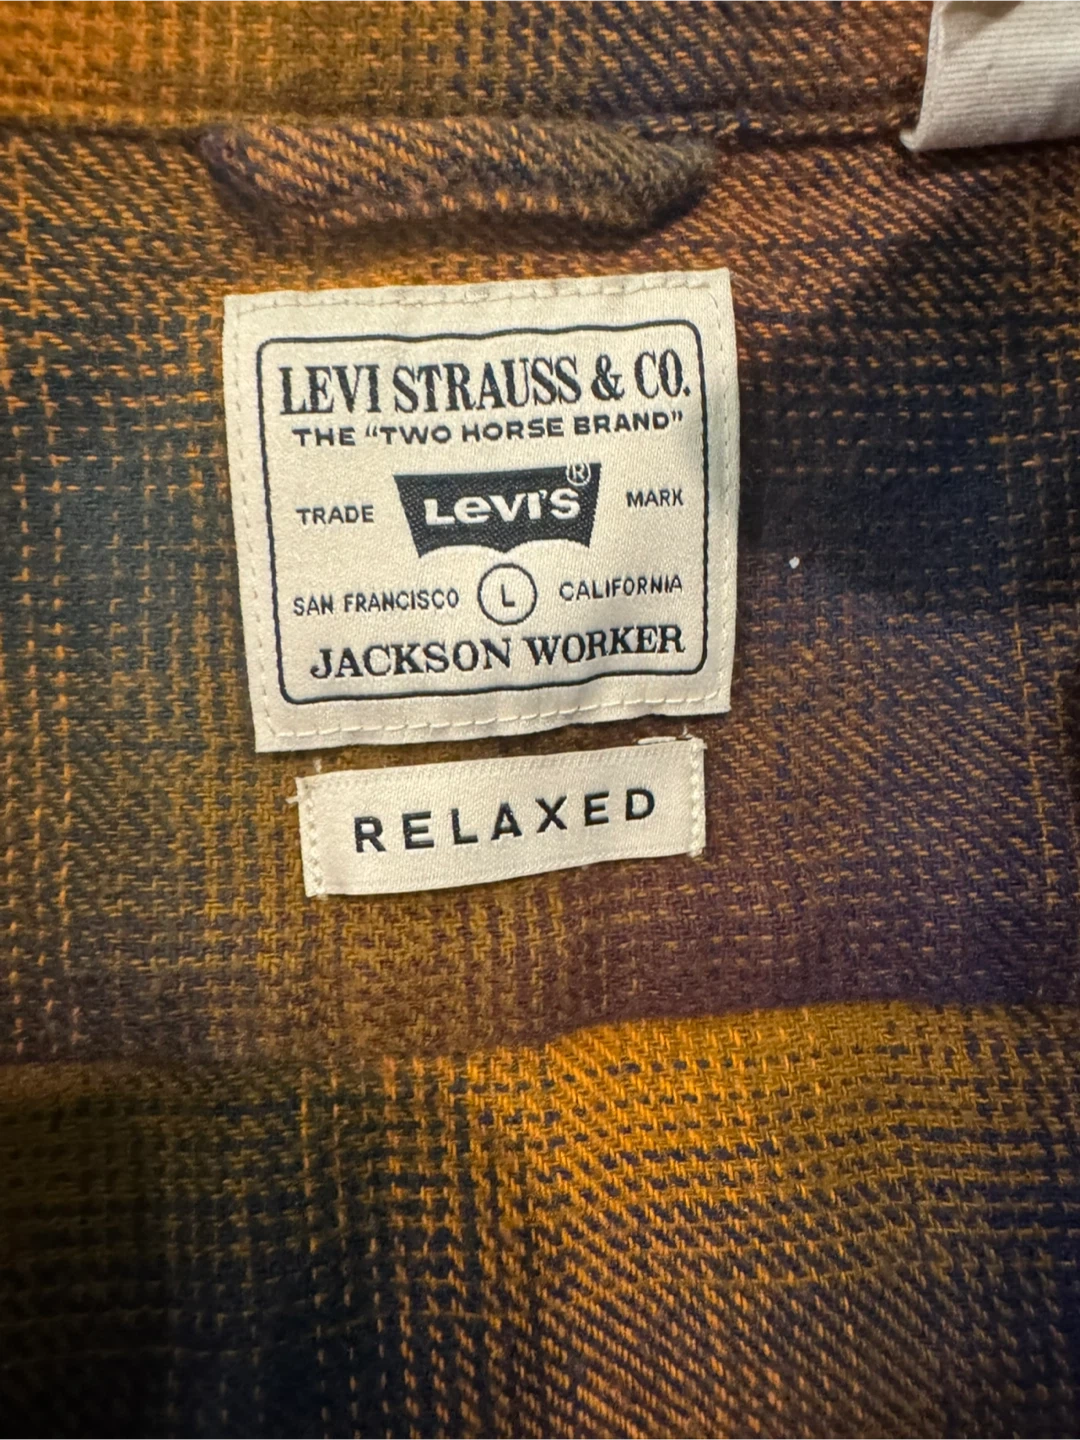 LEVI STRAUSS & CO.
THE "TWO HORSE BRAND"
TRADE Levi's® MARK
SAN FRANCISCO L CALIFORNIA
JACKSON WORKER
RELAXED